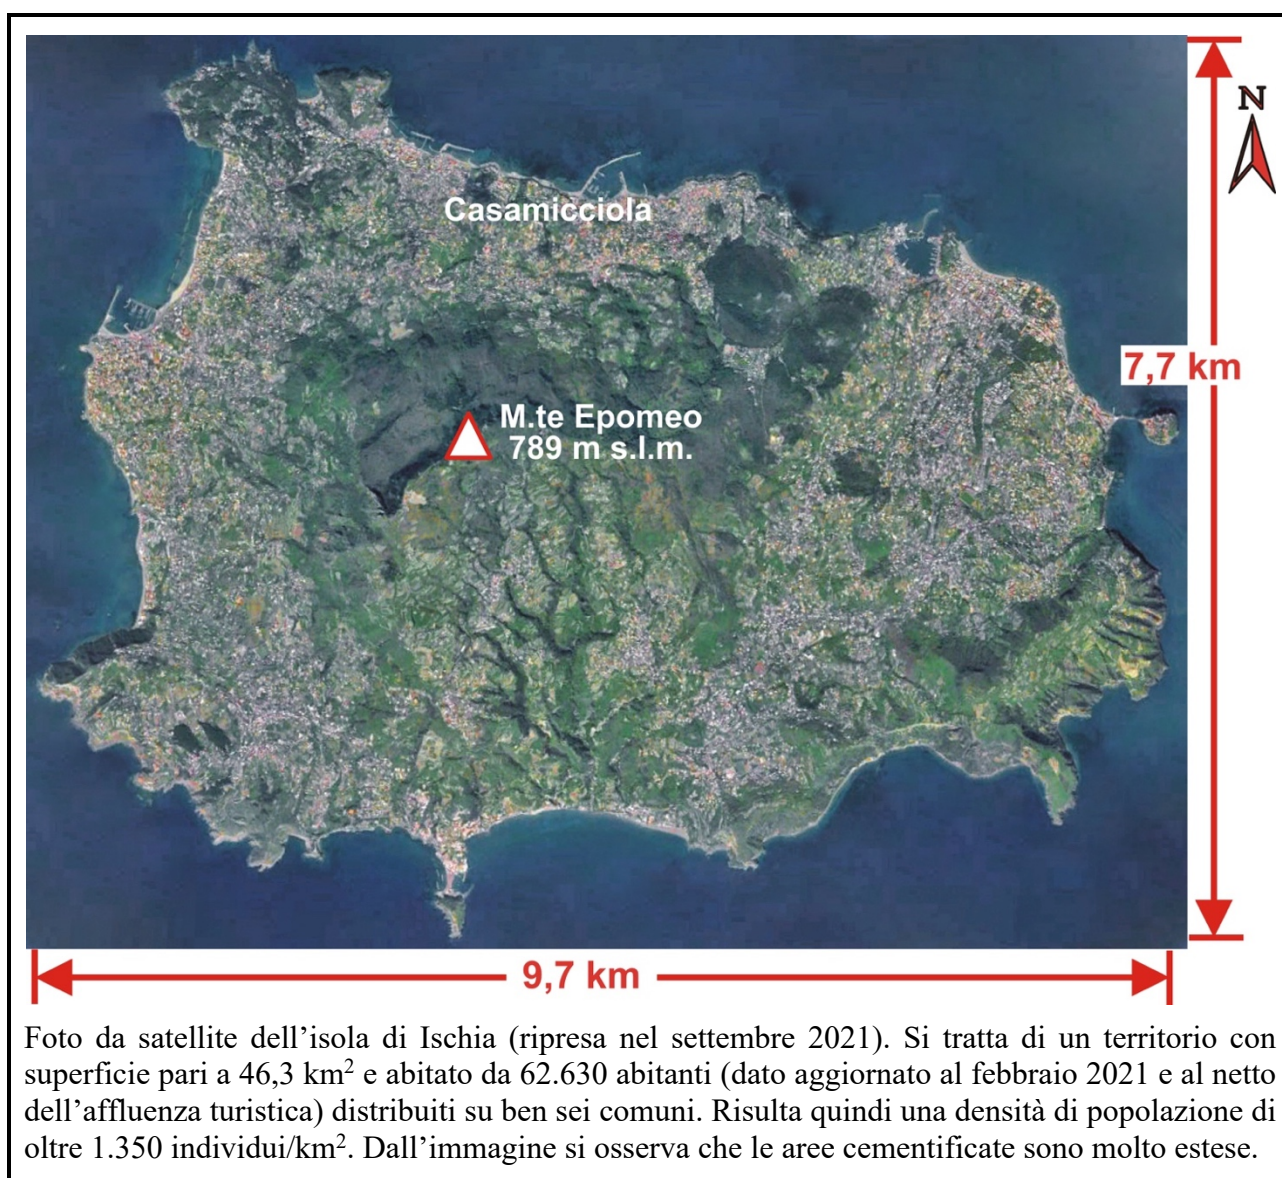 N
Casamicciola
7,7 km
M.te Epomeo
789 m s.l.m.
9,7 km
Foto da satellite dell’isola di Ischia (ripresa nel settembre 2021). Si tratta di un territorio con
superficie pari a 46,3 km² e abitato da 62.630 abitanti (dato aggiornato al febbraio 2021 e al netto
dell’affluenza turistica) distribuiti su ben sei comuni. Risulta quindi una densità di popolazione di
oltre 1.350 individui/km². Dall’immagine si osserva che le aree cementificate sono molto estese.